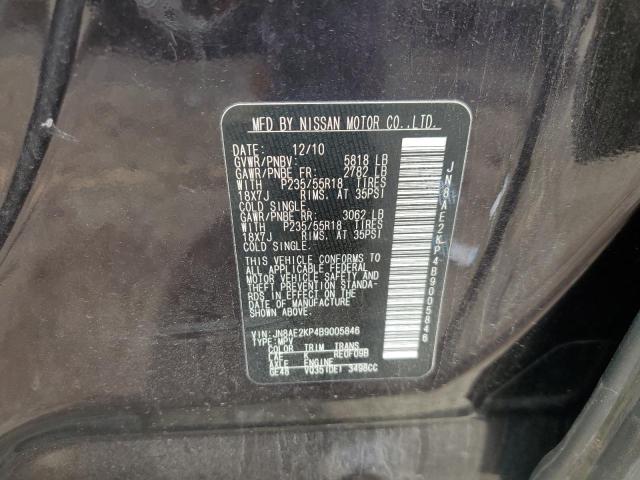 MFD BY NISSAN MOTOR CO.,LTD.
DATE: 12/10
GVWR/PNBV: 5818 LB
GAWR/PNBE FR: 2782 LB
WITH P235/55R18 TIRES
18X7J RIMS. AT 35PSI
COLD SINGLE
GAWR/PNBE RR: 3062 LB
WITH P235/55R18 TIRES
18X7J RIMS. AT 35PSI
COLD SINGLE
THIS VEHICLE CONFORMS TO
ALL APPLICABLE FEDERAL
MOTOR VEHICLE SAFETY AND
THEFT PREVENTION STANDA-
RDS IN EFFECT ON THE
DATE OF MANUFACTURE
SHOWN ABOVE.
VIN: JN8AE2KP4B9005846
TYPE: MPV
COLOR TRIM TRANS
CAE K RE0F09B
AXLE ENGINE
GE48 VQ35(DE) 3498CC
JN8AE2KP4B9005846